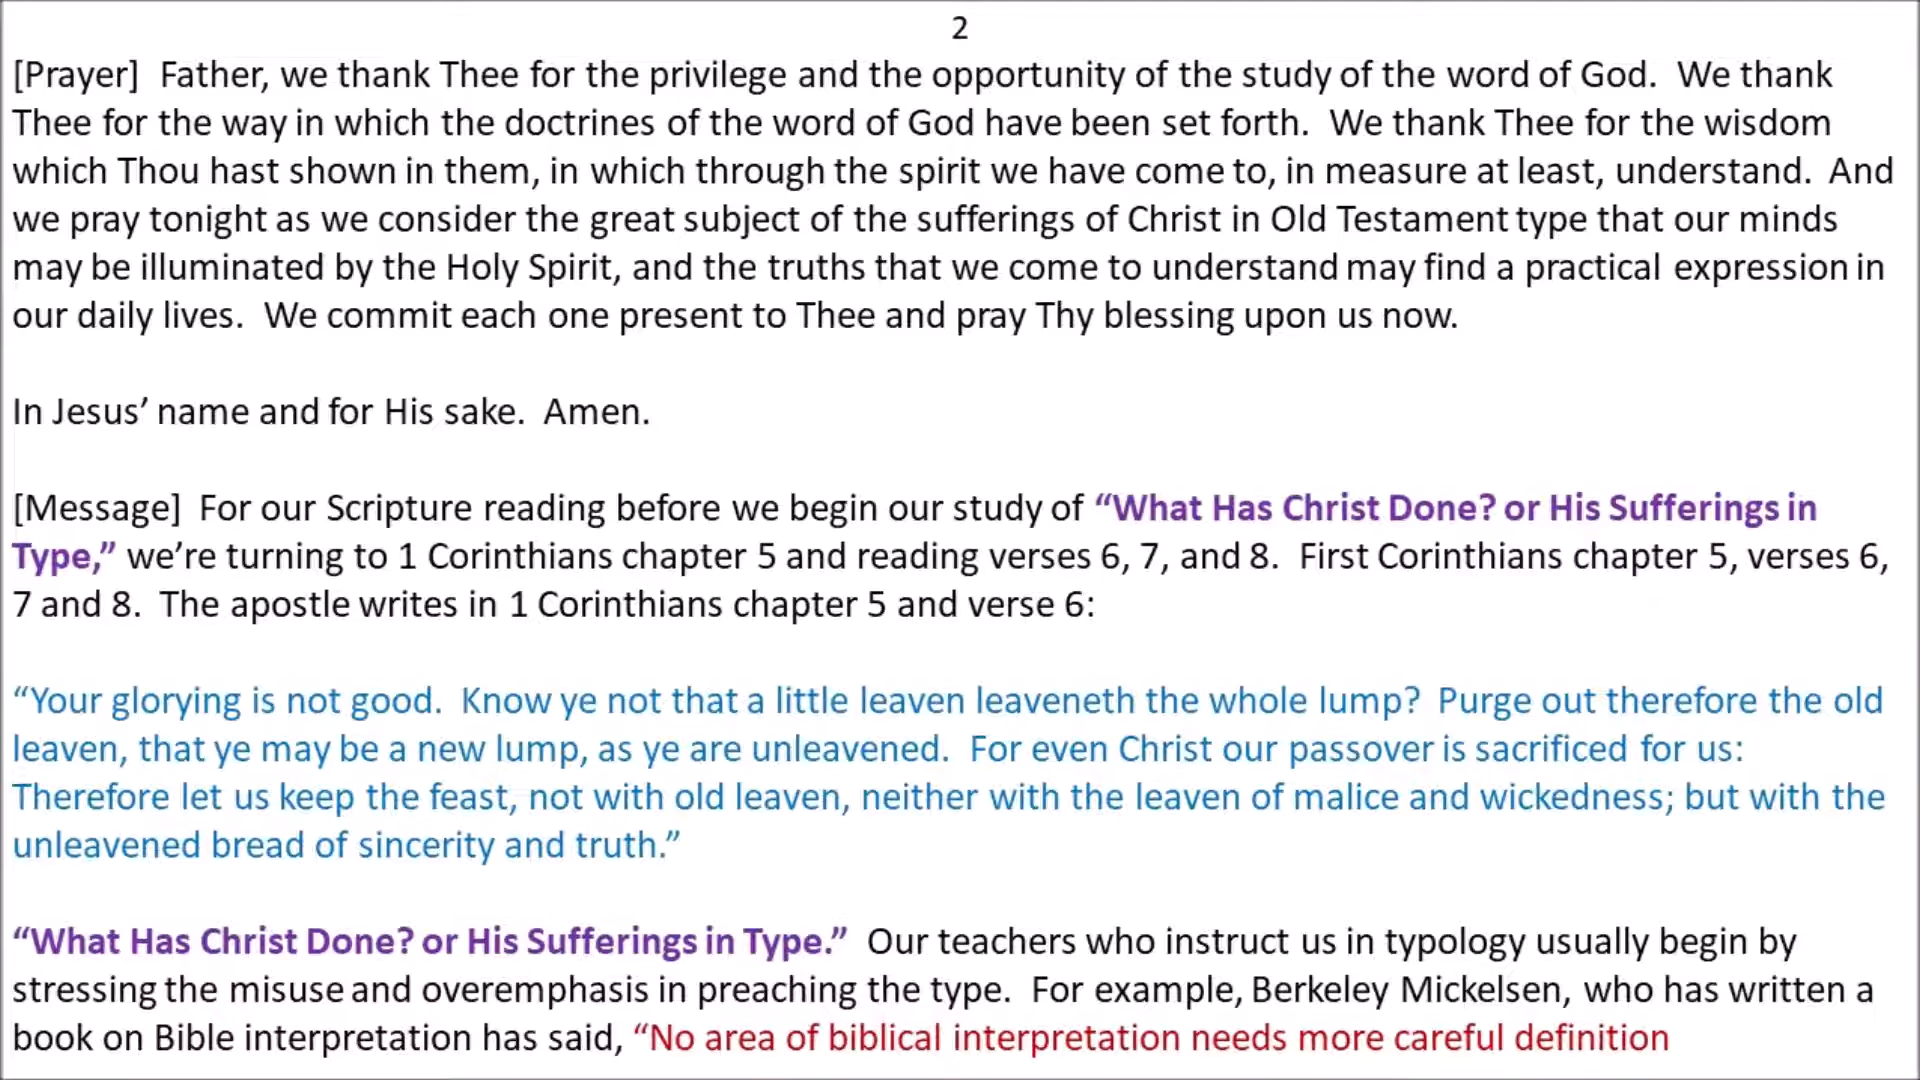 2
[Prayer]  Father, we thank Thee for the privilege and the opportunity of the study of the word of God.  We thank
Thee for the way in which the doctrines of the word of God have been set forth.  We thank Thee for the wisdom
which Thou hast shown in them, in which through the spirit we have come to, in measure at least, understand.  And
we pray tonight as we consider the great subject of the sufferings of Christ in Old Testament type that our minds
may be illuminated by the Holy Spirit, and the truths that we come to understand may find a practical expression in
our daily lives.  We commit each one present to Thee and pray Thy blessing upon us now.
In Jesus’ name and for His sake.  Amen.
[Message]  For our Scripture reading before we begin our study of “What Has Christ Done? or His Sufferings in
Type,” we’re turning to 1 Corinthians chapter 5 and reading verses 6, 7, and 8.  First Corinthians chapter 5, verses 6,
7 and 8.  The apostle writes in 1 Corinthians chapter 5 and verse 6:
“Your glorying is not good.  Know ye not that a little leaven leaveneth the whole lump?  Purge out therefore the old
leaven, that ye may be a new lump, as ye are unleavened.  For even Christ our passover is sacrificed for us:
Therefore let us keep the feast, not with old leaven, neither with the leaven of malice and wickedness; but with the
unleavened bread of sincerity and truth.”
“What Has Christ Done? or His Sufferings in Type.”  Our teachers who instruct us in typology usually begin by
stressing the misuse and overemphasis in preaching the type.  For example, Berkeley Mickelsen, who has written a
book on Bible interpretation has said, “No area of biblical interpretation needs more careful definition